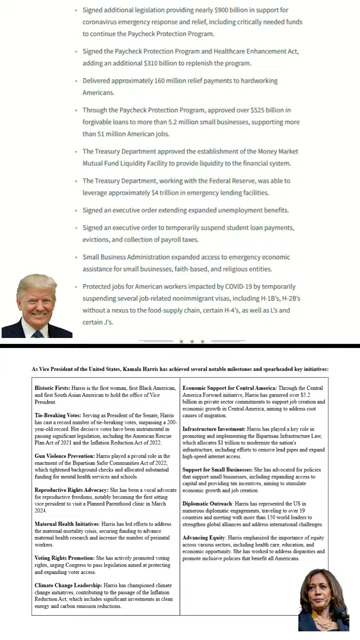 Signed additional legislation providing nearly $900 billion in support for
coronavirus emergency response and relief, including critically needed funds
to continue the Paycheck Protection Program.
Signed the Paycheck Protection Program and Healthcare Enhancement Act,
adding an additional $310 billion to replenish the program.
Delivered approximately 160 million relief payments to hardworking
Americans.
Through the Paycheck Protection Program, approved over $525 billion in
forgivable loans to more than 5.2 million small businesses, supporting more
than 51 million American jobs.
The Treasury Department approved the establishment of the Money Market
Mutual Fund Liquidity Facility to provide liquidity to the financial system.
The Treasury Department, working with the Federal Reserve, was able to
leverage approximately $4 trillion in emergency lending facilities.
Signed an executive order extending expanded unemployment benefits.
Signed an executive order to temporarily suspend student loan payments,
evictions, and collection of payroll taxes.
Small Business Administration expanded access to emergency economic
assistance for small businesses, faith-based, and religious entities.
Protected jobs for American workers impacted by COVID-19 by temporarily
suspending several job-related nonimmigrant visas, including H-1B's, H-2B's
without a nexus to the food-supply chain, certain H-4's, as well as L's and
certain J's.
As Vice President of the United States, Kamala Harris has achieved several notable milestones and spearheaded key initiatives:
Historic Firsts: Harris is the first woman, first Black American,
and first South Asian American to hold the office of Vice
President.
Tie-Breaking Votes: Serving as President of the Senate, Harris
has cast a record number of tie-breaking votes, surpassing a 200-
year-old record. Her decisive votes have been instrumental in
passing significant legislation, including the American Rescue
Plan Act of 2021 and the Inflation Reduction Act of 2022.
Gun Violence Prevention: Harris played a pivotal role in the
enactment of the Bipartisan Safer Communities Act of 2022,
which tightened background checks and allocated substantial
funding for mental health services and schools.
Reproductive Rights Advocacy: She has been a vocal advocate
for reproductive freedoms, notably becoming the first sitting
vice president to visit a Planned Parenthood clinic in March
2024.
Maternal Health Initiatives: Harris has led efforts to address
the maternal mortality crisis, securing funding to advance
maternal health research and increase the number of perinatal
workers.
Voting Rights Promotion: She has actively promoted voting
rights, urging Congress to pass legislation aimed at protecting
and expanding voter access.
Climate Change Leadership: Harris has championed climate
change initiatives, contributing to the passage of the Inflation
Reduction Act, which includes significant investments in clean
energy and carbon emission reductions.
Economic Support for Central America: Through the Central
America Forward initiative, Harris has garnered over $5.2
billion in private sector commitments to support job creation and
economic growth in Central America, aiming to address root
causes of migration.
Infrastructure Investment: Harris played a key role in
promoting and implementing the Bipartisan Infrastructure Law,
which allocates $1 trillion to modernize the nation's
infrastructure, including efforts to remove lead pipes and expand
high-speed internet access.
Support for Small Businesses: She has advocated for policies
that support small businesses, including expanding access to
capital and providing tax incentives, aiming to stimulate
economic growth and job creation.
Diplomatic Outreach: Harris has represented the US in
numerous diplomatic engagements, traveling to over 19
countries and meeting with more than 150 world leaders to
strengthen global alliances and address international challenges.
Advancing Equity: Harris emphasized the importance of equity
across various sectors, including health care, education, and
economic opportunity. She has worked to address disparities and
promote inclusive policies that benefit all Americans.